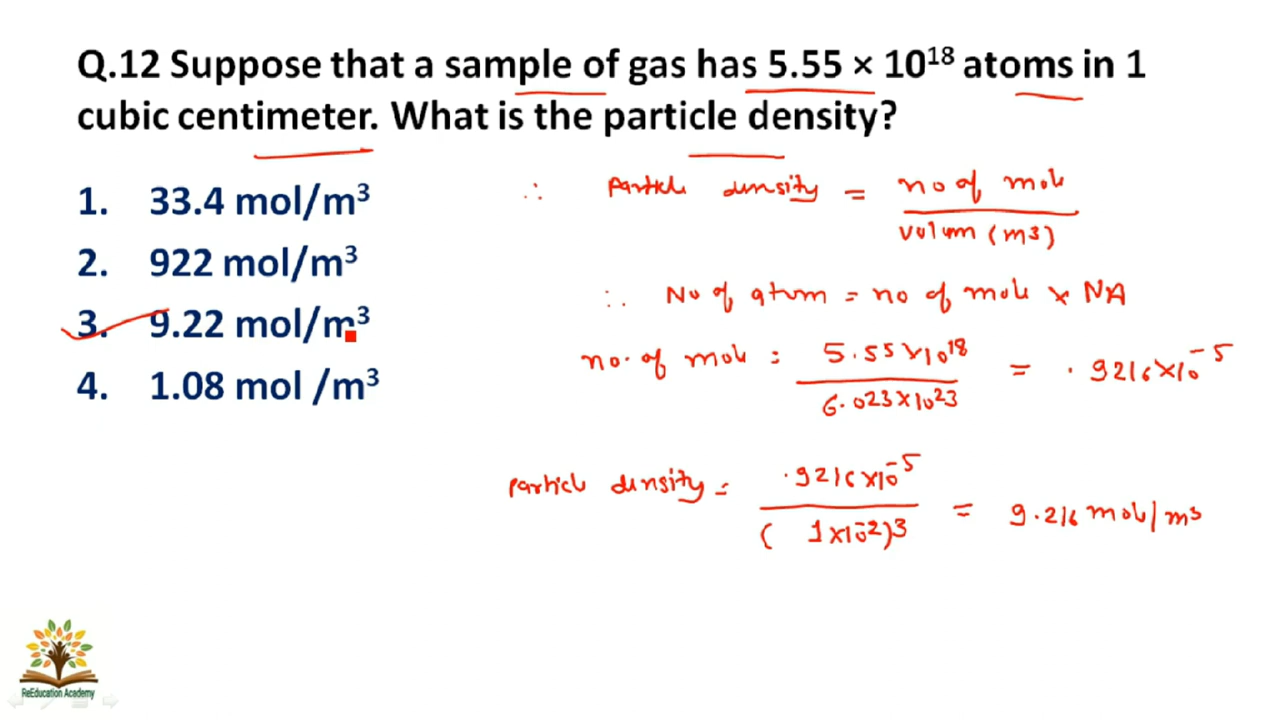 Q.12 Suppose that a sample of gas has 5.55 × 10¹⁸ atoms in 1
cubic centimeter. What is the particle density?
1. 33.4 mol/m³
2. 922 mol/m³
3. 9.22 mol/m³
4. 1.08 mol /m³
∴ Particle density = no of mole / volum (m3)
∴ No of atom = no of mole × NA
no. of mole = 5.55×10¹⁸ / 6.023×10²³ = .9216×10⁻⁵
Particle density = .9216×10⁻⁵ / (1×10⁻²)³ = 9.216 mole/m³
ReEducation Academy